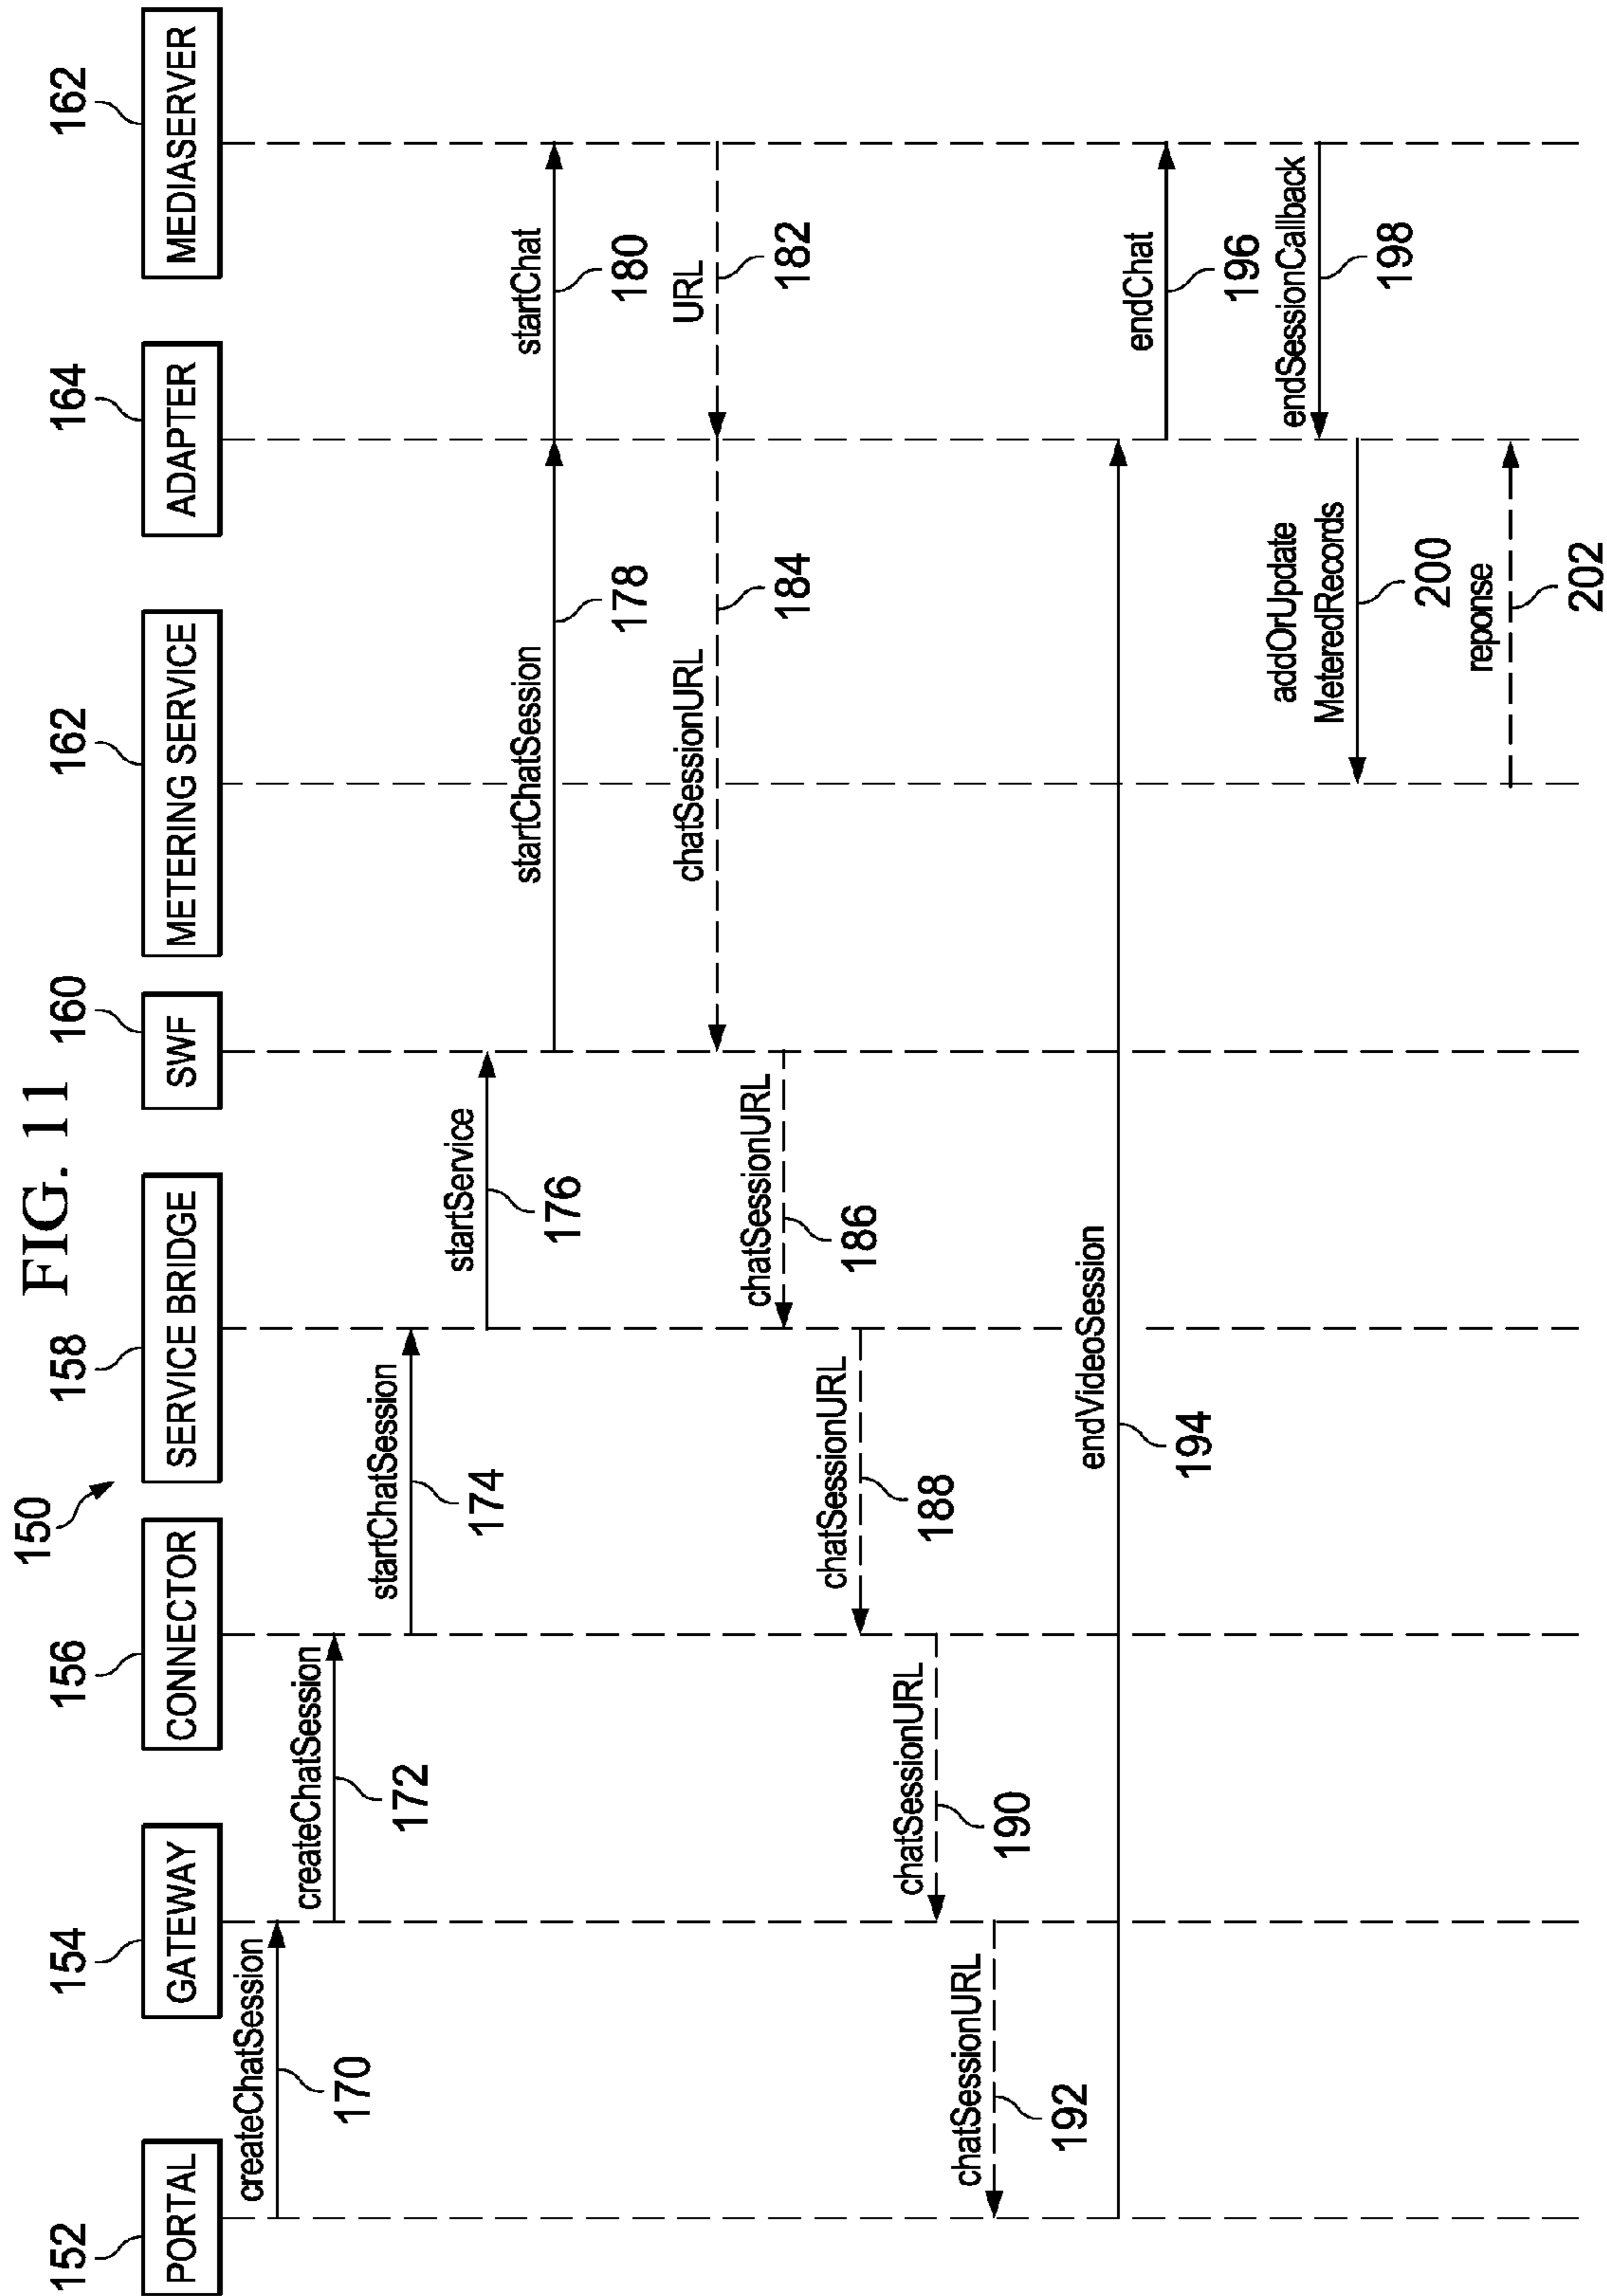 FIG. 11
150
152
154
156
158
160
162
164
162
PORTAL
GATEWAY
CONNECTOR
SERVICE BRIDGE
SWF
METERING SERVICE
ADAPTER
MEDIASERVER
createChatSession
170
createChatSession
172
startChatSession
174
startService
176
startChatSession
178
startChat
180
URL
182
chatSessionURL
184
chatSessionURL
186
chatSessionURL
188
chatSessionURL
190
chatSessionURL
192
endVideoSession
194
endChat
196
endSessionCallback
198
addOrUpdate
MeteredRecords
200
reponse
202